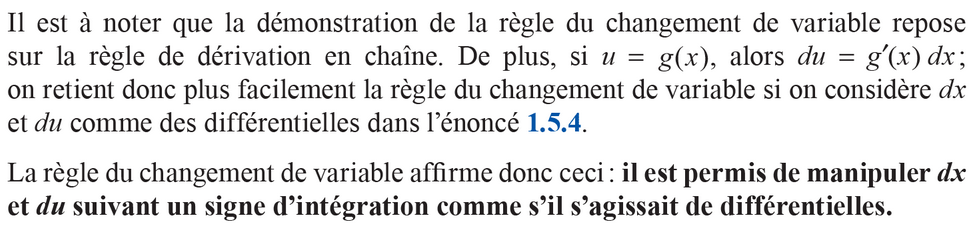 Il est à noter que la démonstration de la règle du changement de variable repose
sur la règle de dérivation en chaîne. De plus, si u = g(x), alors du = g′(x) dx ;
on retient donc plus facilement la règle du changement de variable si on considère dx
et du comme des différentielles dans l’énoncé 1.5.4.
La règle du changement de variable affirme donc ceci : il est permis de manipuler dx
et du suivant un signe d’intégration comme s’il s’agissait de différentielles.